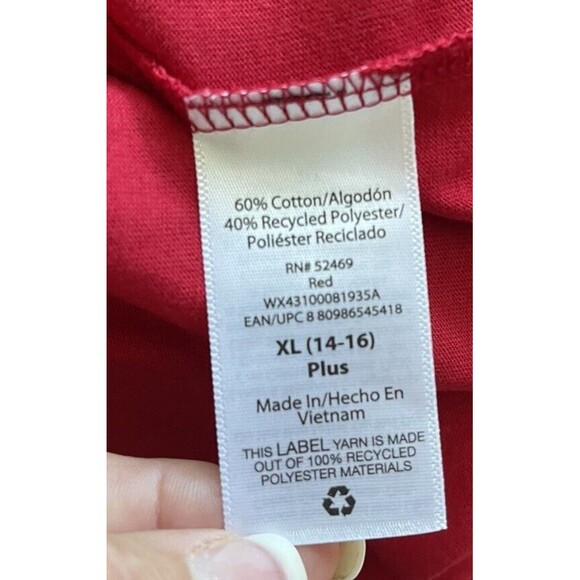 60% Cotton/Algodón
40% Recycled Polyester/
Poliéster Reciclado
RN# 52469
Red
WX43100081935A
EAN/UPC 8 80986545418
XL (14-16)
Plus
Made In/Hecho En
Vietnam
THIS LABEL YARN IS MADE
OUT OF 100% RECYCLED
POLYESTER MATERIALS